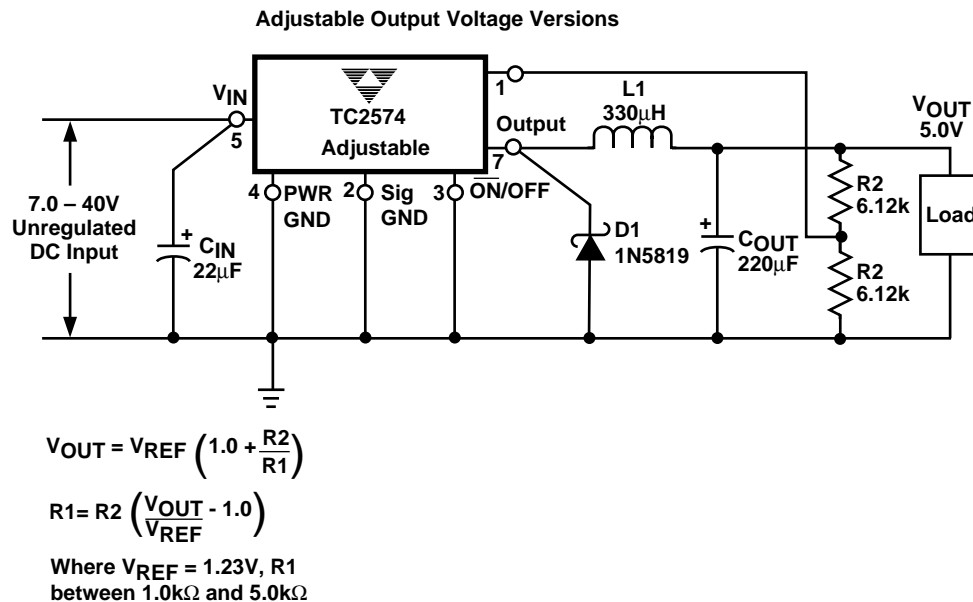 Adjustable Output Voltage Versions
VIN
5
TC2574
Adjustable
1
Output
7
L1
330μH
VOUT
5.0V
4
PWR
GND
2
Sig
GND
3
ON/OFF
7.0 – 40V
Unregulated
DC Input
+
CIN
22μF
D1
1N5819
+
COUT
220μF
R2
6.12k
R2
6.12k
Load
VOUT = VREF (1.0 + R2/R1)
R1= R2 (VOUT/VREF - 1.0)
Where VREF = 1.23V, R1
between 1.0kΩ and 5.0kΩ